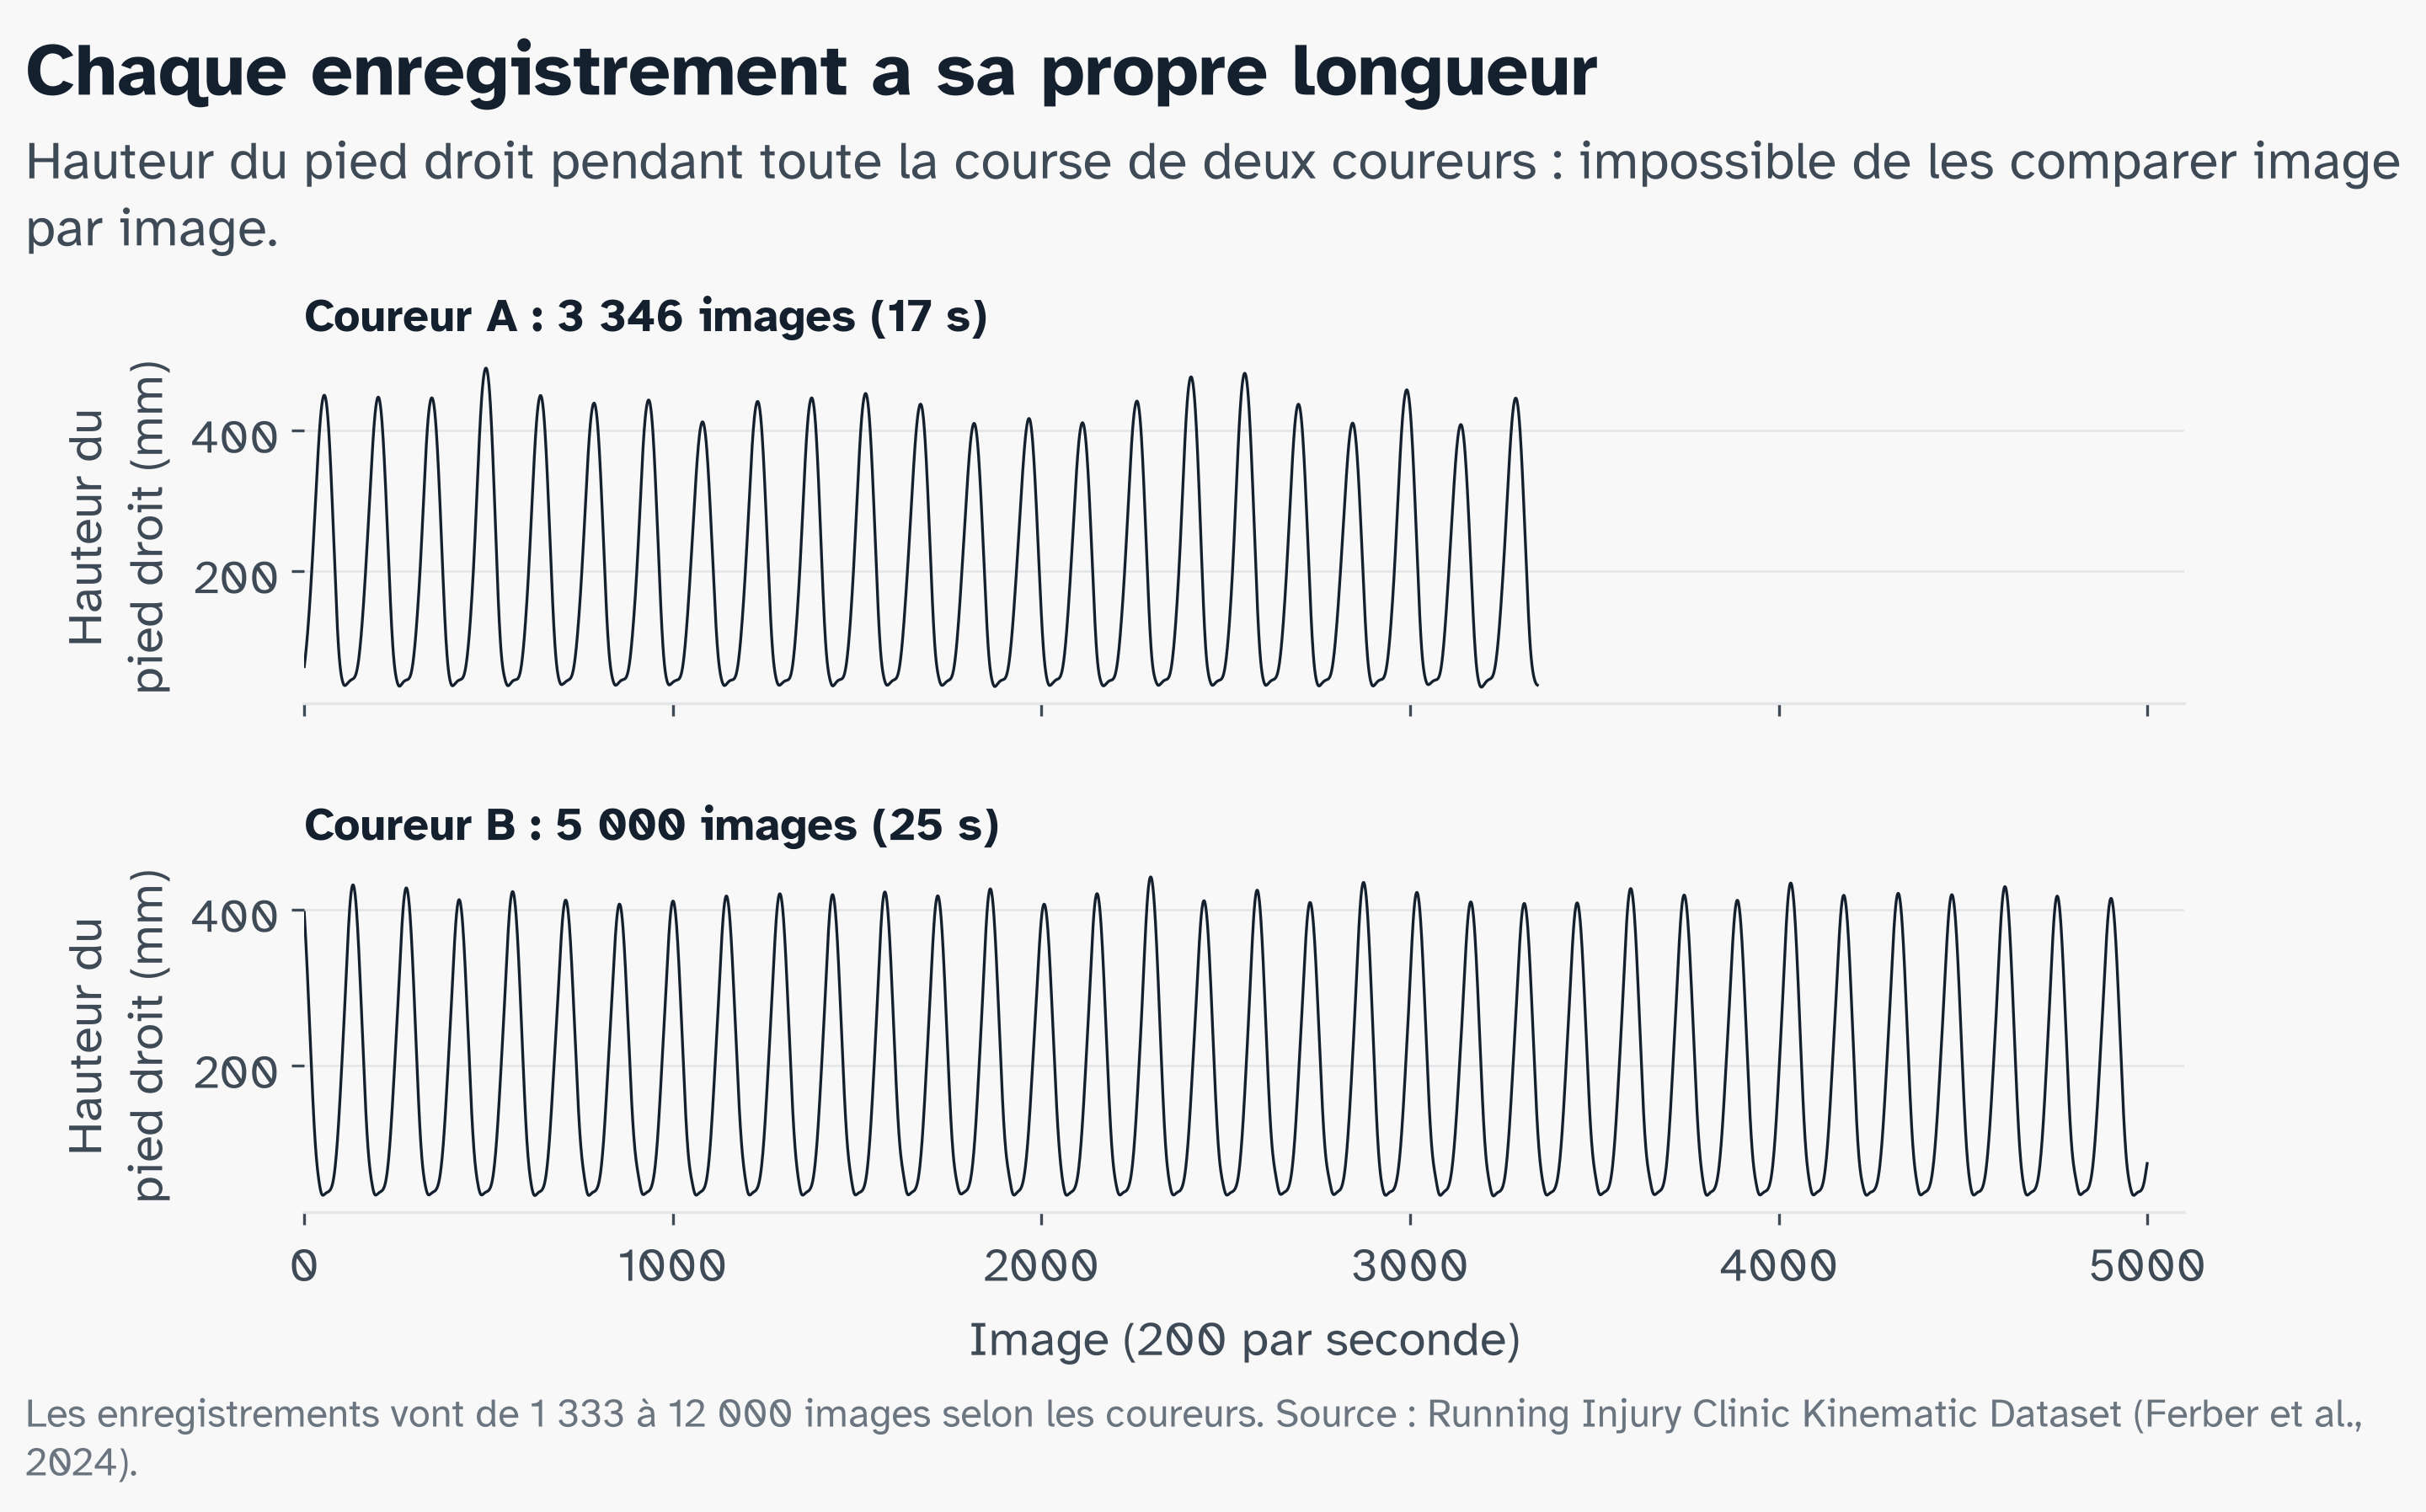 Chaque enregistrement a sa propre longueur
Hauteur du pied droit pendant toute la course de deux coureurs : impossible de les comparer image
par image.
Coureur A : 3 346 images (17 s)
Hauteur du
pied droit (mm)
400
200
Coureur B : 5 000 images (25 s)
Hauteur du
pied droit (mm)
400
200
0 1000 2000 3000 4000 5000
Image (200 par seconde)
Les enregistrements vont de 1 333 à 12 000 images selon les coureurs. Source : Running Injury Clinic Kinematic Dataset (Ferber et al.,
2024).